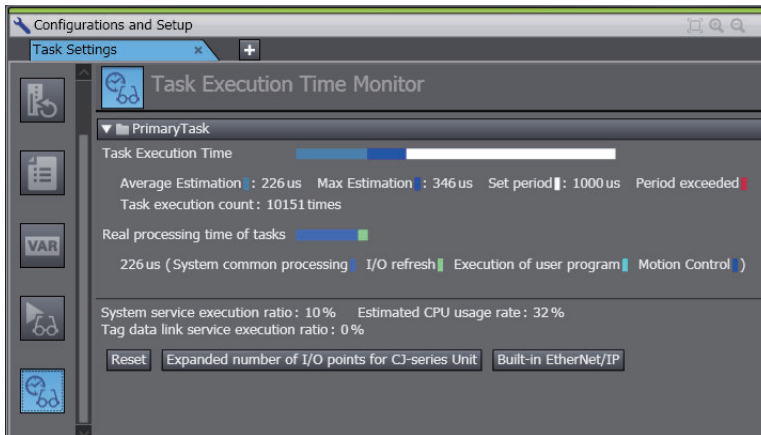 Configurations and Setup
Task Settings
Task Execution Time Monitor
PrimaryTask
Task Execution Time
Average Estimation : 226 us Max Estimation : 346 us Set period : 1000 us Period exceeded
Task execution count : 10151 times
Real processing time of tasks
226 us ( System common processing I/O refresh Execution of user program Motion Control )
VAR
System service execution ratio : 10 % Estimated CPU usage rate : 32 %
Tag data link service execution ratio : 0 %
Reset Expanded number of I/O points for CJ-series Unit Built-in EtherNet/IP